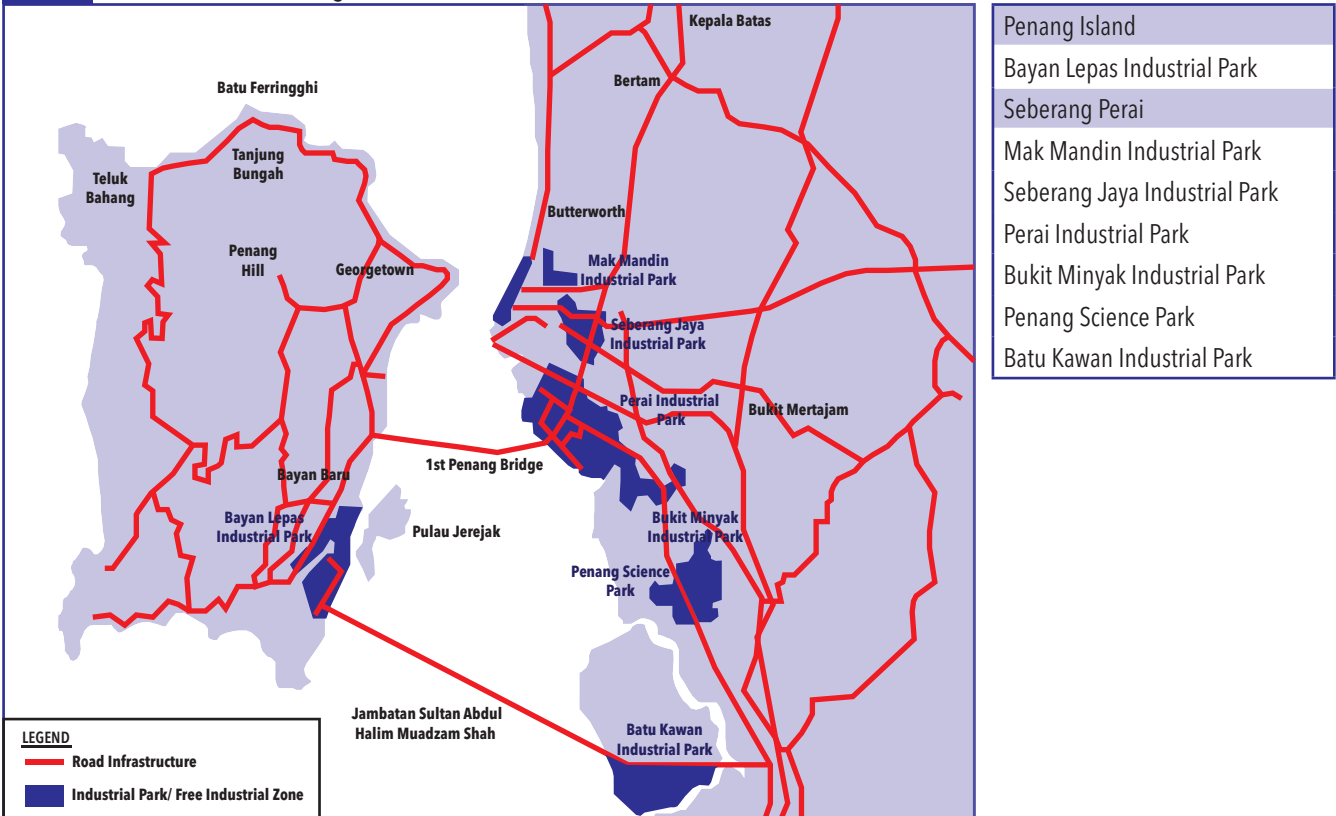 Kepala Batas
Bertam
Batu Ferringghi
Tanjung
Bungah
Teluk
Bahang
Butterworth
Penang
Hill
Georgetown
Mak Mandin
Industrial Park
Seberang Jaya
Industrial Park
Perai Industrial
Park
Bukit Mertajam
1st Penang Bridge
Bayan Baru
Bayan Lepas
Industrial Park
Pulau Jerejak
Bukit Minyak
Industrial Park
Penang Science
Park
Jambatan Sultan Abdul
Halim Muadzam Shah
Batu Kawan
Industrial Park
LEGEND
Road Infrastructure
Industrial Park/ Free Industrial Zone
Penang Island
Bayan Lepas Industrial Park
Seberang Perai
Mak Mandin Industrial Park
Seberang Jaya Industrial Park
Perai Industrial Park
Bukit Minyak Industrial Park
Penang Science Park
Batu Kawan Industrial Park